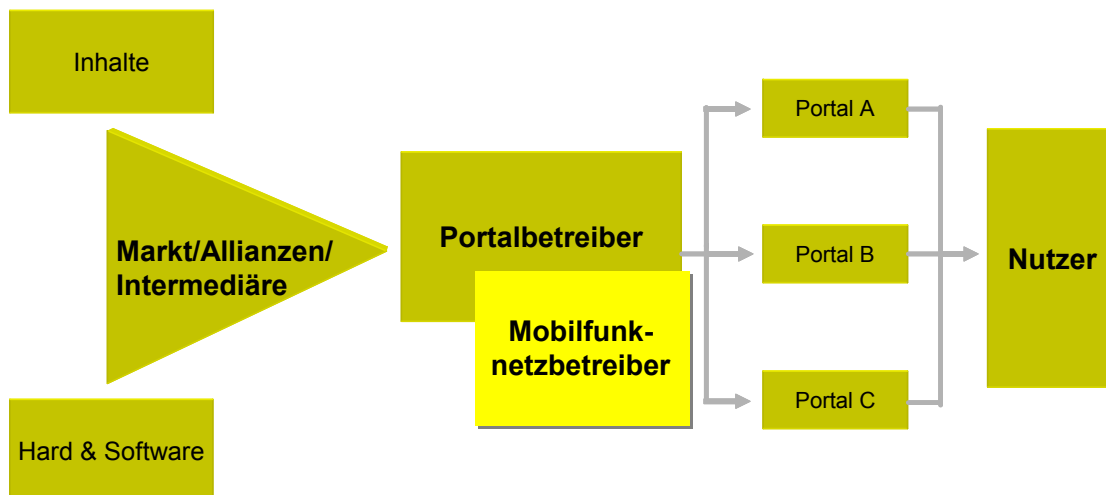 Inhalte
Markt/Allianzen/
Intermediäre
Hard & Software
Portalbetreiber
Mobilfunk-
netzbetreiber
Portal A
Portal B
Portal C
Nutzer